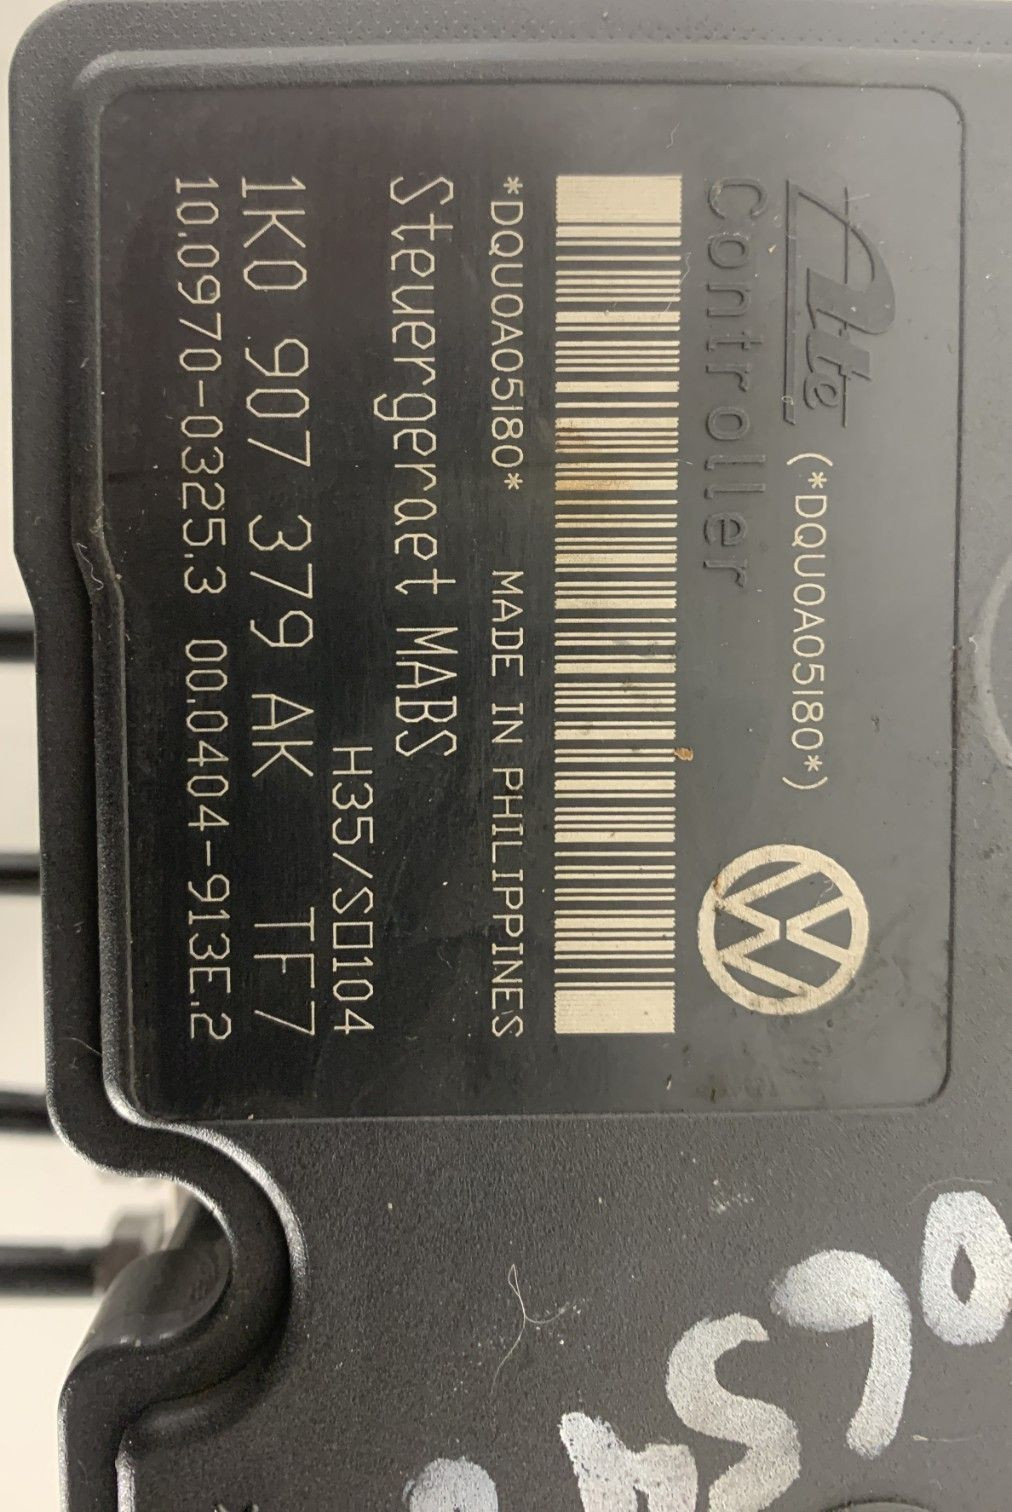 Ate (*DQU0A05I80*)
Controller
*DQU0A05I80* MADE IN PHILIPPINES
Steuergeraet MABS
H35/S0104
1K0 907 379 AK TF7
10.0970-0325.3 00.0404-913E.2